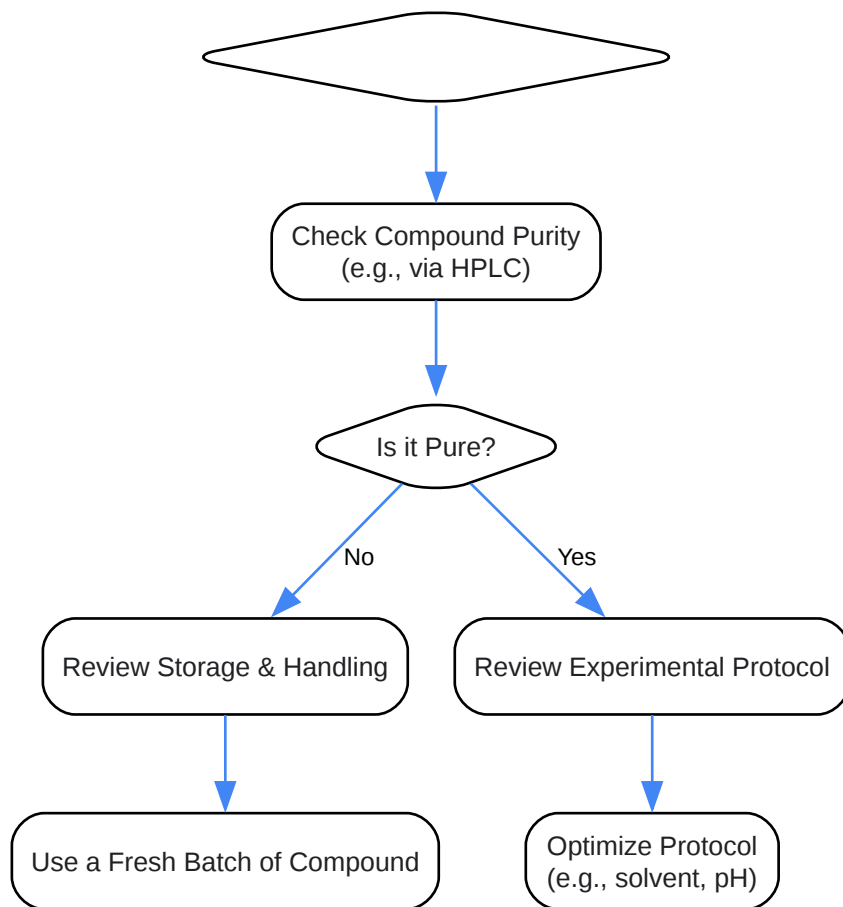 Check Compound Purity
(e.g., via HPLC)
Is it Pure?
No
Yes
Review Storage & Handling
Review Experimental Protocol
Use a Fresh Batch of Compound
Optimize Protocol
(e.g., solvent, pH)